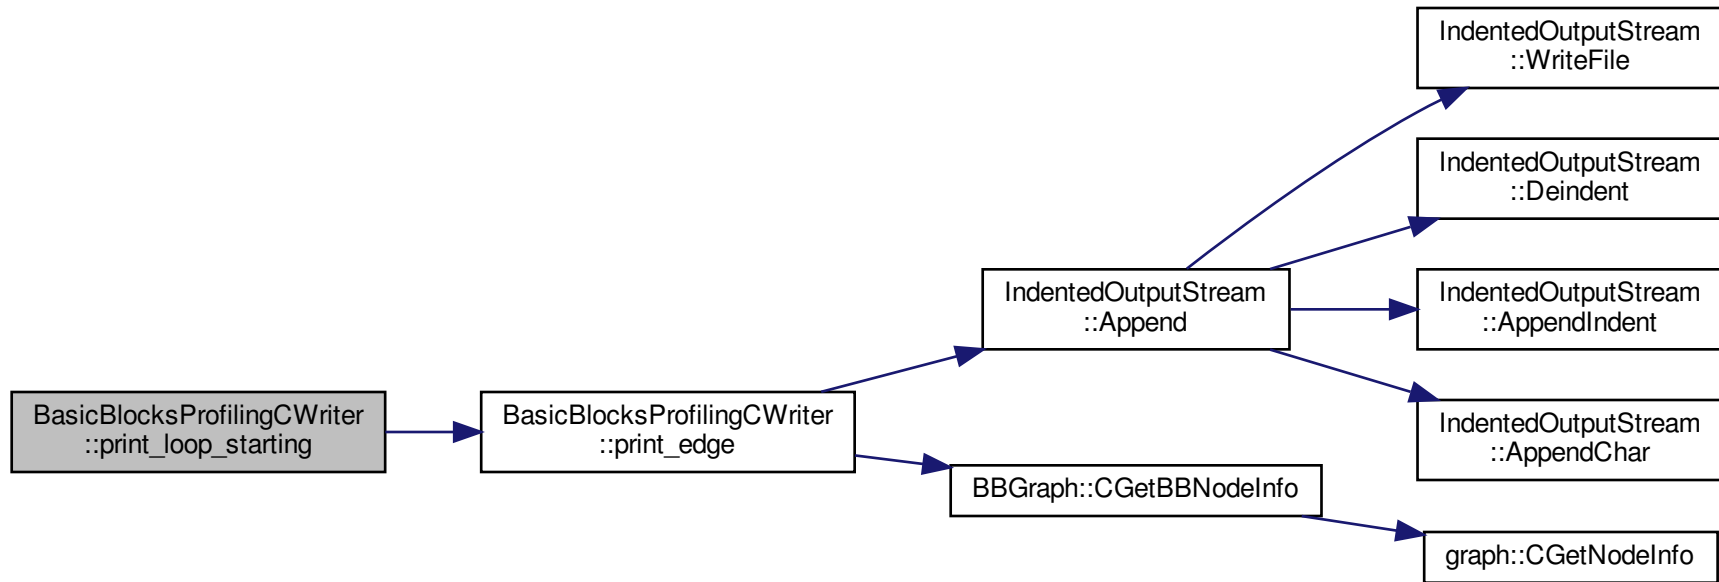 BasicBlocksProfilingCWriter
::print_loop_starting
BasicBlocksProfilingCWriter
::print_edge
IndentedOutputStream
::Append
IndentedOutputStream
::WriteFile
IndentedOutputStream
::Deindent
IndentedOutputStream
::AppendIndent
IndentedOutputStream
::AppendChar
BBGraph::CGetBBNodeInfo
graph::CGetNodeInfo